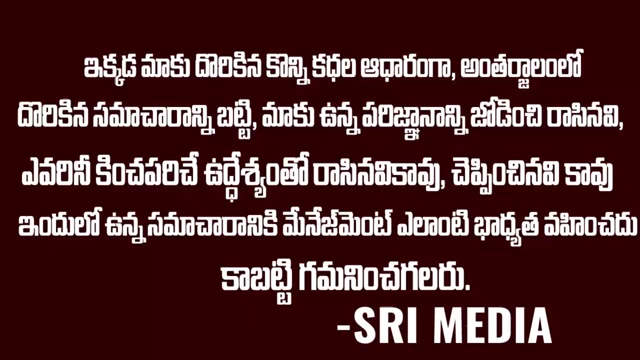 ఇక్కడ మాకు దొరికిన కొన్ని కధల ఆధారంగా, అంతర్జాలంలో
దొరికిన సమాచారాన్ని బట్టి, మాకు ఉన్న పరిజ్ఞానాన్ని జోడించి రాసినవి,
ఎవరినీ కించపరిచే ఉద్ధేశ్యంతో రాసినవికావు, చెప్పించినవి కావు
ఇందులో ఉన్న సమాచారానికి మేనేజ్‌మెంట్ ఎలాంటి భాధ్యత వహించదు
కాబట్టి గమనించగలరు.
-SRI MEDIA